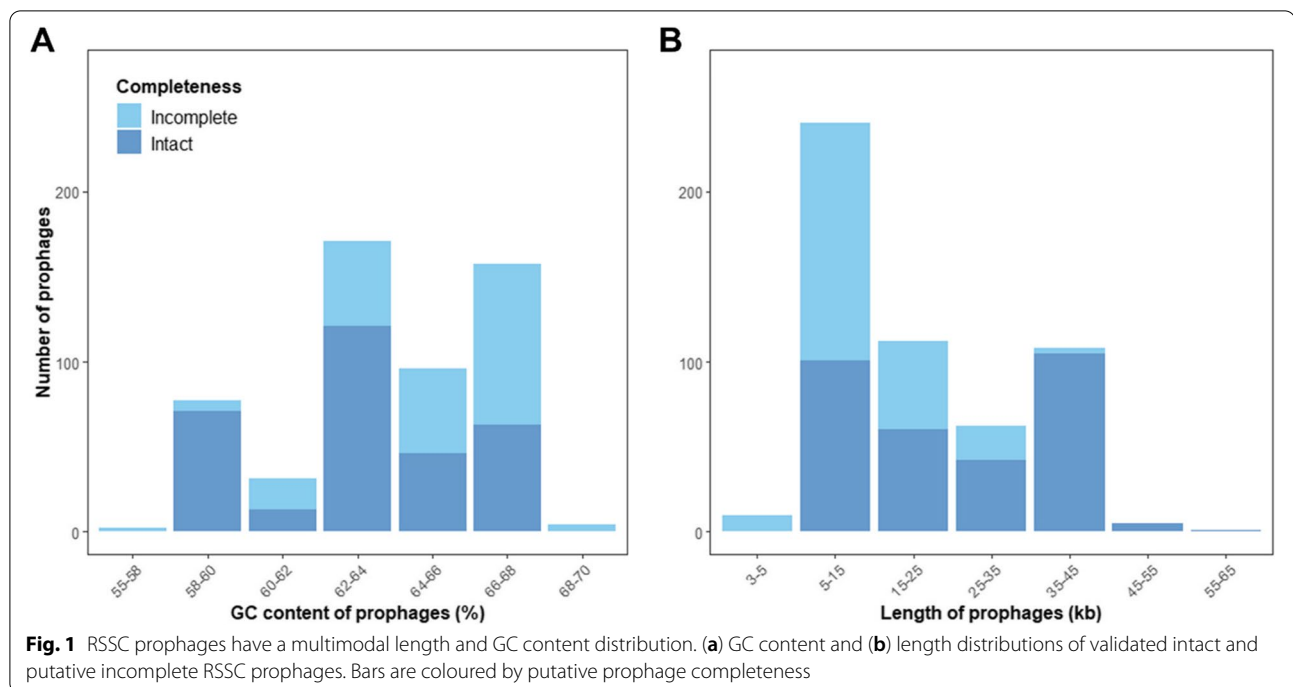 A
Completeness
Incomplete
Intact
Number of prophages
200
100
0
55-58
58-60
60-62
62-64
64-66
66-68
68-70
GC content of prophages (%)
B
200
100
0
3-5
5-15
15-25
25-35
35-45
45-55
55-65
Length of prophages (kb)
Fig. 1 RSSC prophages have a multimodal length and GC content distribution. (a) GC content and (b) length distributions of validated intact and
putative incomplete RSSC prophages. Bars are coloured by putative prophage completeness